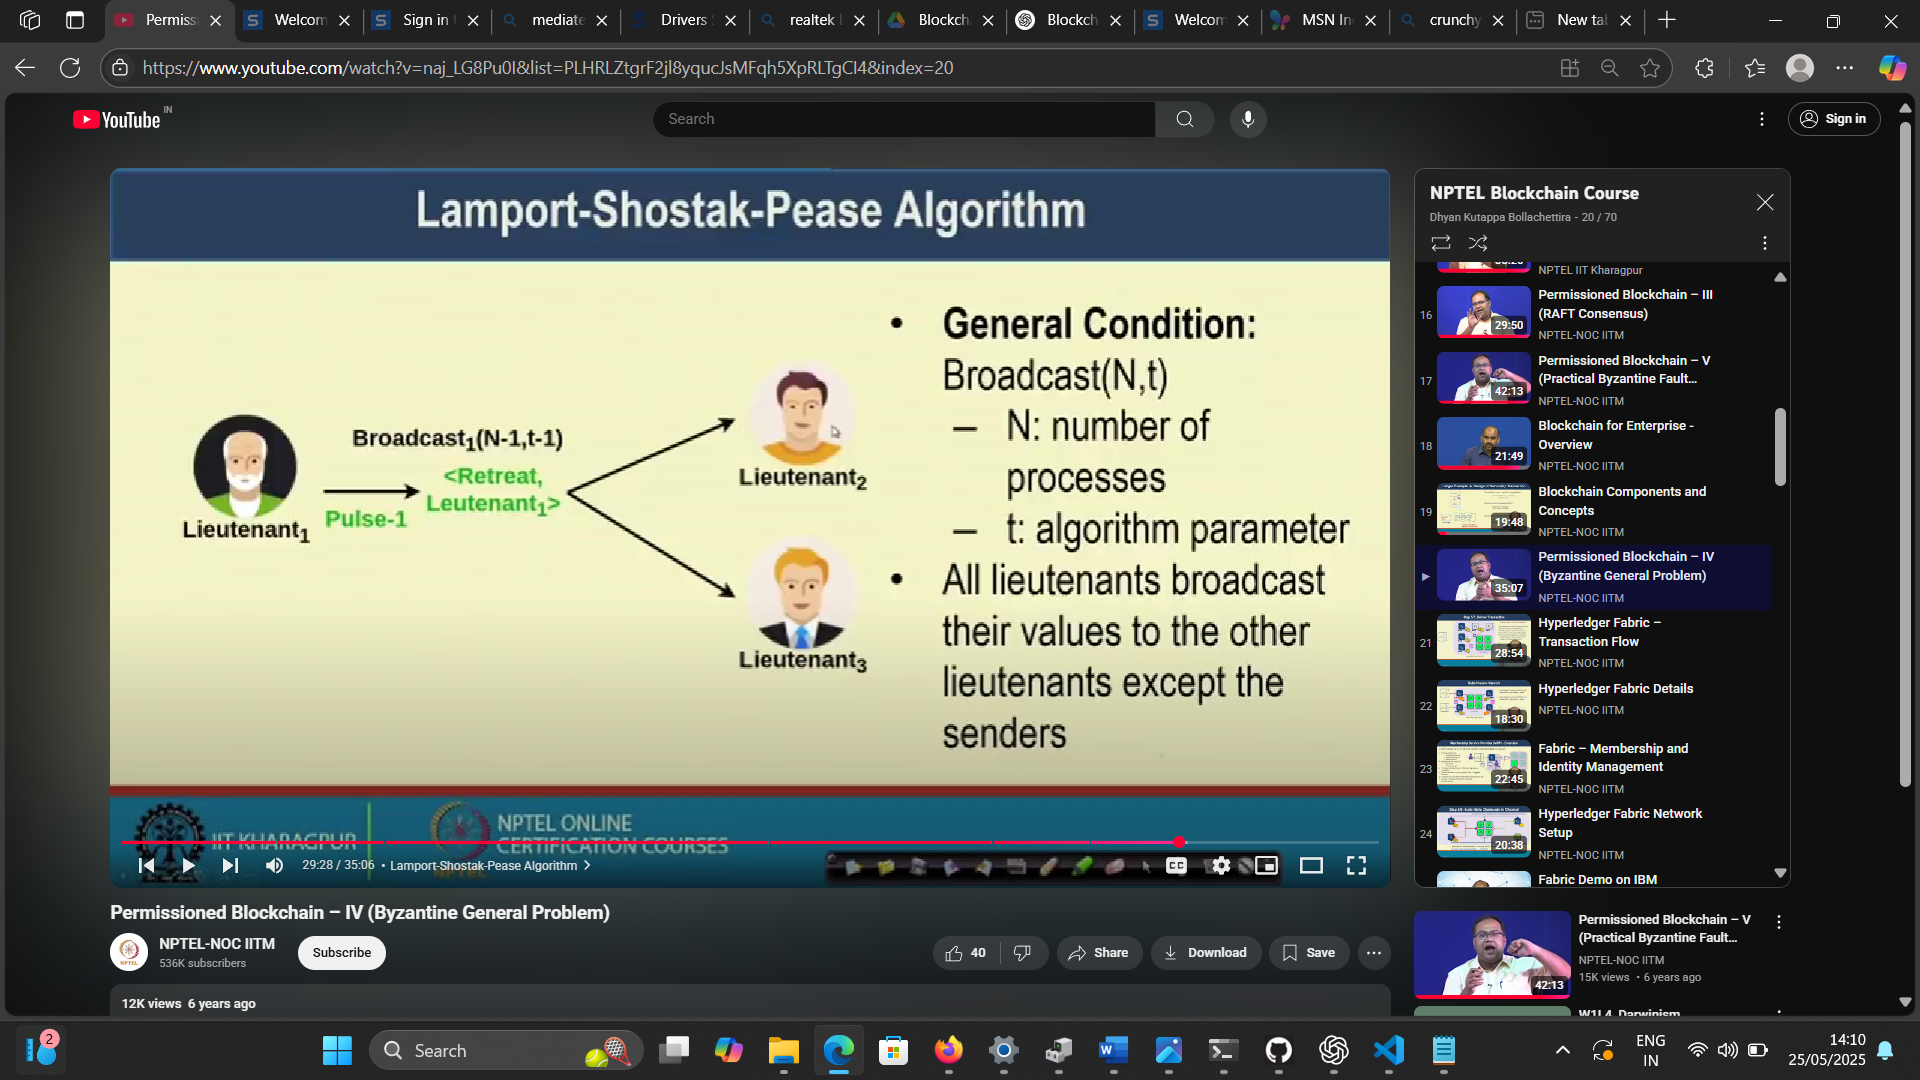 Permissi
Welcom
Sign in t
mediate
Drivers
realtek
Blockch
Blockch
Welcom
MSN In
crunchy
New tab
https://www.youtube.com/watch?v=naj_LG8Pu0I&list=PLHRLZtgrF2jl8yqucJsMFqh5XpRLTgCI4&index=20
YouTube IN
Search
Sign in
Lamport-Shostak-Pease Algorithm
Broadcast1(N-1,t-1)
<Retreat,
Leutenant1>
Pulse-1
Lieutenant1
Lieutenant2
Lieutenant3
• General Condition:
Broadcast(N,t)
– N: number of
processes
– t: algorithm parameter
• All lieutenants broadcast
their values to the other
lieutenants except the
senders
IIT KHARAGPUR
NPTEL ONLINE
CERTIFICATION COURSES
29:28 / 35:06 • Lamport-Shostak-Pease Algorithm
CC
Permissioned Blockchain – IV (Byzantine General Problem)
NPTEL-NOC IITM
536K subscribers
Subscribe
40
Share
Download
Save
12K views 6 years ago
NPTEL Blockchain Course
Dhyan Kutappa Bollachettira - 20 / 70
NPTEL IIT Kharagpur
16
29:50
Permissioned Blockchain – III
(RAFT Consensus)
NPTEL-NOC IITM
17
42:13
Permissioned Blockchain – V
(Practical Byzantine Fault...
NPTEL-NOC IITM
18
21:49
Blockchain for Enterprise -
Overview
NPTEL-NOC IITM
19
19:48
Blockchain Components and
Concepts
NPTEL-NOC IITM
35:07
Permissioned Blockchain – IV
(Byzantine General Problem)
NPTEL-NOC IITM
21
28:54
Hyperledger Fabric –
Transaction Flow
NPTEL-NOC IITM
22
18:30
Hyperledger Fabric Details
NPTEL-NOC IITM
23
22:45
Fabric – Membership and
Identity Management
NPTEL-NOC IITM
24
20:38
Hyperledger Fabric Network
Setup
NPTEL-NOC IITM
Fabric Demo on IBM
42:13
Permissioned Blockchain – V
(Practical Byzantine Fault...
NPTEL-NOC IITM
15K views • 6 years ago
W1L4 Darwinism
2
Search
ENG
IN
14:10
25/05/2025